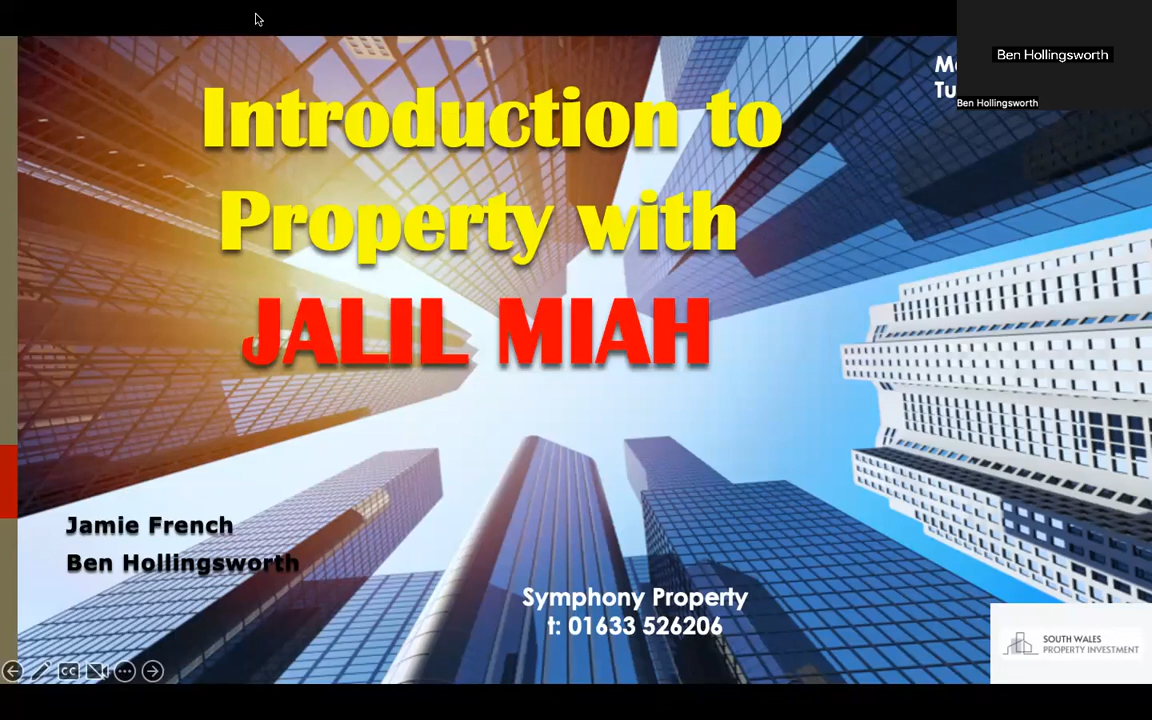 Introduction to
Property with
JALIL MIAH
Ben Hollingsworth
Ben Hollingsworth
Jamie French
Ben Hollingsworth
Symphony Property
t: 01633 526206
SOUTH WALES
PROPERTY INVESTMENT
CC